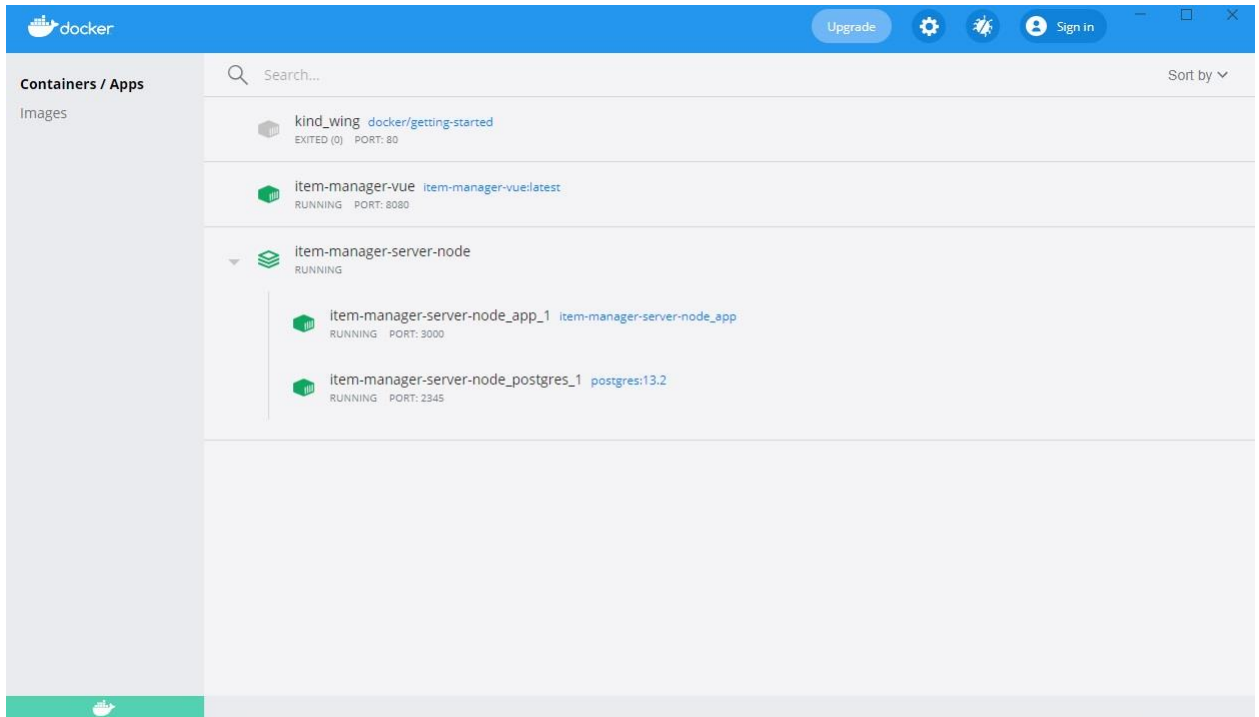 docker
Upgrade
Sign in
Containers / Apps
Images
Search...
Sort by
kind_wing docker/getting-started
EXITED (0) PORT: 80
item-manager-vue item-manager-vue:latest
RUNNING PORT: 8080
item-manager-server-node
RUNNING
item-manager-server-node_app_1 item-manager-server-node_app
RUNNING PORT: 3000
item-manager-server-node_postgres_1 postgres:13.2
RUNNING PORT: 2345